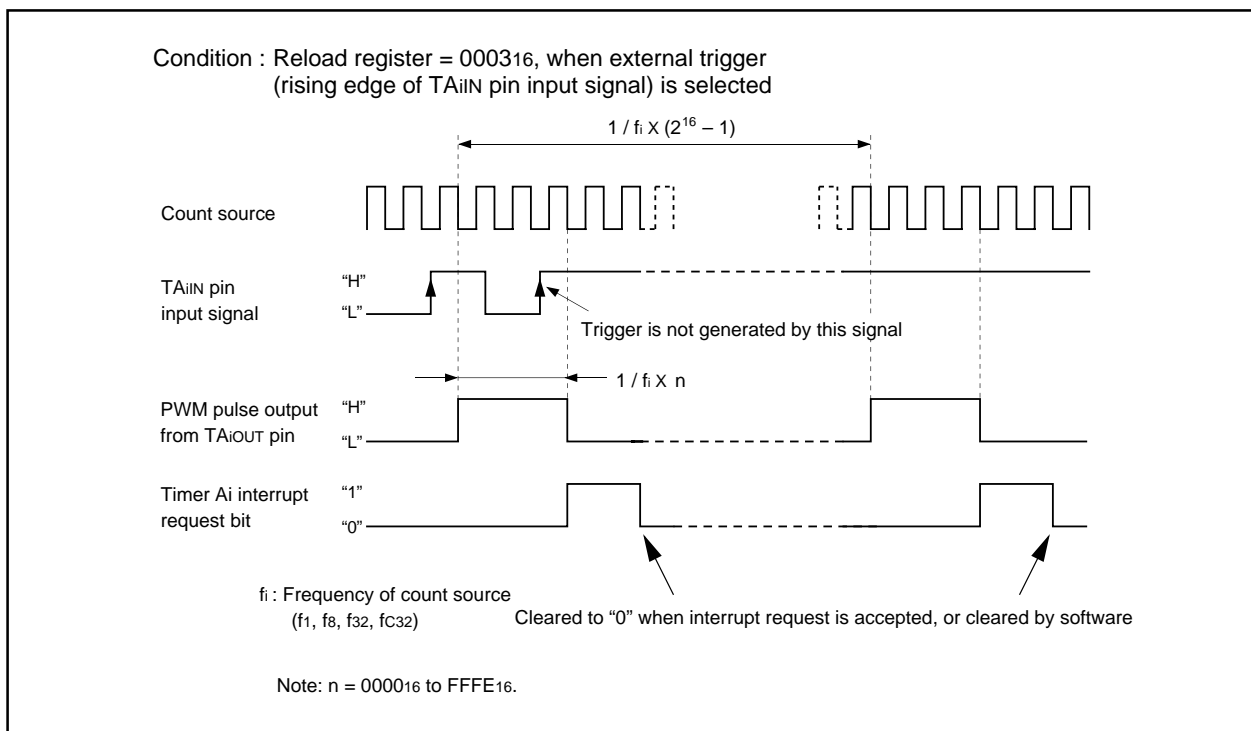 Condition : Reload register = 000316, when external trigger
(rising edge of TAiIN pin input signal) is selected
1 / fi X (2^16 – 1)
Count source
TAiIN pin
input signal
“H”
“L”
Trigger is not generated by this signal
1 / fi X n
PWM pulse output
from TAiOUT pin
“H”
“L”
Timer Ai interrupt
request bit
“1”
“0”
fi : Frequency of count source
(f1, f8, f32, fC32)
Cleared to “0” when interrupt request is accepted, or cleared by software
Note: n = 000016 to FFFE16.